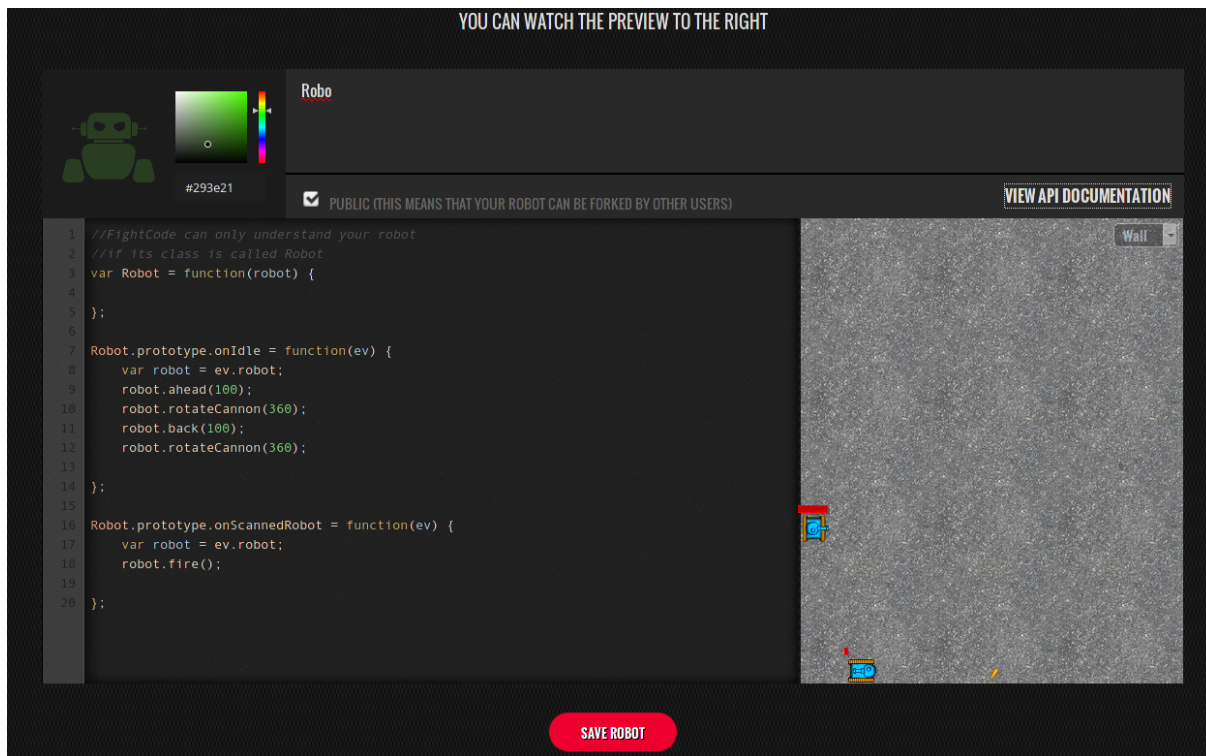 YOU CAN WATCH THE PREVIEW TO THE RIGHT
Robo
#293e21
PUBLIC (THIS MEANS THAT YOUR ROBOT CAN BE FORKED BY OTHER USERS)
VIEW API DOCUMENTATION
Wall
1 //FightCode can only understand your robot
2 //if its class is called Robot
3 var Robot = function(robot) {
4
5 };
6
7 Robot.prototype.onIdle = function(ev) {
8     var robot = ev.robot;
9     robot.ahead(100);
10     robot.rotateCannon(360);
11     robot.back(100);
12     robot.rotateCannon(360);
13
14 };
15
16 Robot.prototype.onScannedRobot = function(ev) {
17     var robot = ev.robot;
18     robot.fire();
19
20 };
SAVE ROBOT